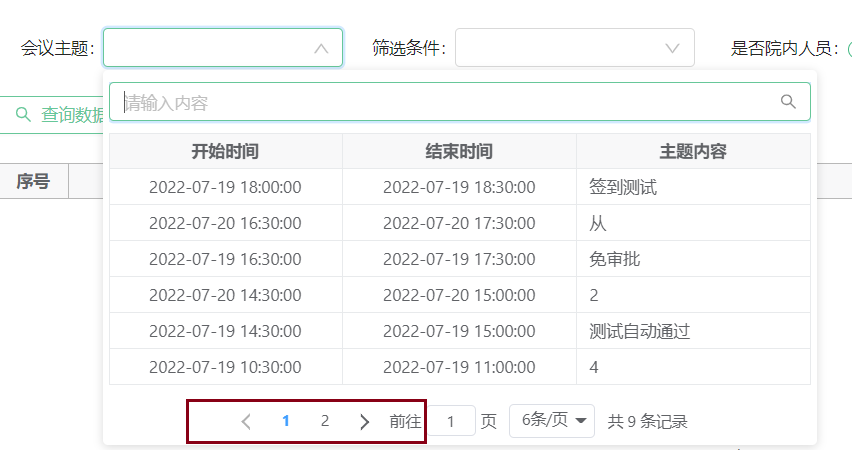 会议主题： 筛选条件： 是否院内人员：
请输入内容
查询数据
开始时间 结束时间 主题内容
序号
2022-07-19 18:00:00 2022-07-19 18:30:00 签到测试
2022-07-20 16:30:00 2022-07-20 17:30:00 从
2022-07-19 16:30:00 2022-07-19 17:30:00 免审批
2022-07-20 14:30:00 2022-07-20 15:00:00 2
2022-07-19 14:30:00 2022-07-19 15:00:00 测试自动通过
2022-07-19 10:30:00 2022-07-19 11:00:00 4
1 2 前往 1 页 6条/页 共 9 条记录